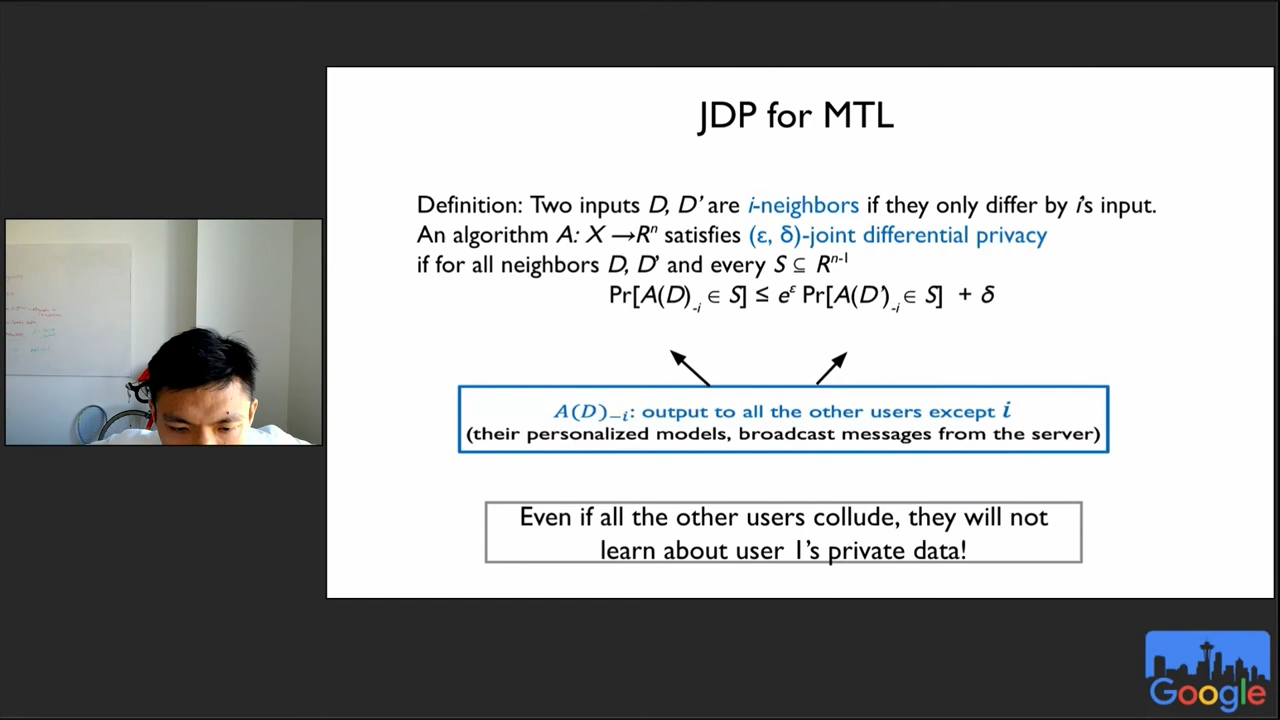 JDP for MTL
Definition: Two inputs D, D’ are i-neighbors if they only differ by i’s input.
An algorithm A: X →Rⁿ satisfies (ε, δ)-joint differential privacy
if for all neighbors D, D’ and every S ⊆ Rⁿ⁻¹
Pr[A(D)₋ᵢ ∈ S] ≤ eᵋ Pr[A(D’)₋ᵢ ∈ S] + δ
A(D)₋ᵢ: output to all the other users except i
(their personalized models, broadcast messages from the server)
Even if all the other users collude, they will not
learn about user 1’s private data!
Google